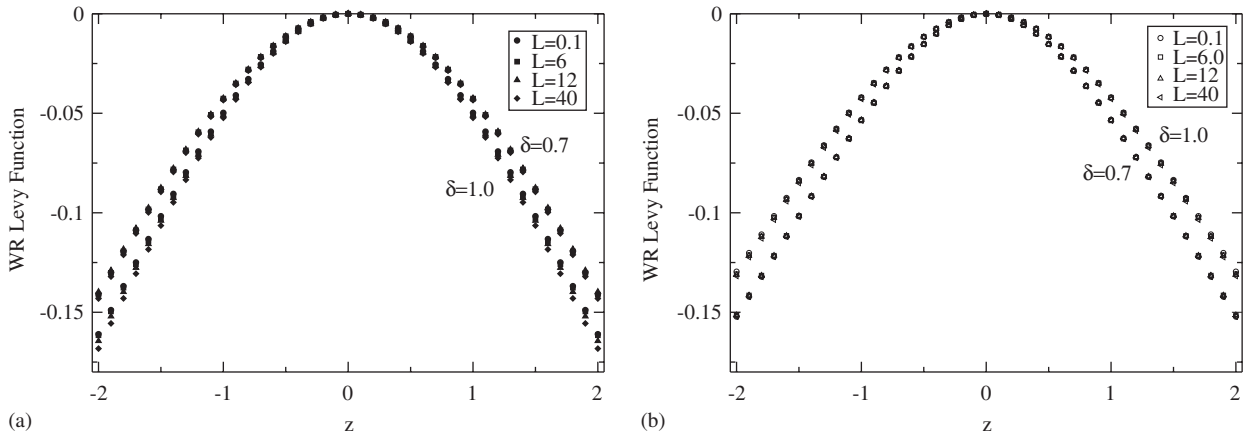 0
-0.05
-0.1
-0.15
WR Levy Function
L=0.1
L=6
L=12
L=40
δ=0.7
δ=1.0
-2
-1
0
1
2
z
(a)
0
-0.05
-0.1
-0.15
WR Levy Function
L=0.1
L=6.0
L=12
L=40
δ=1.0
δ=0.7
-2
-1
0
1
2
z
(b)